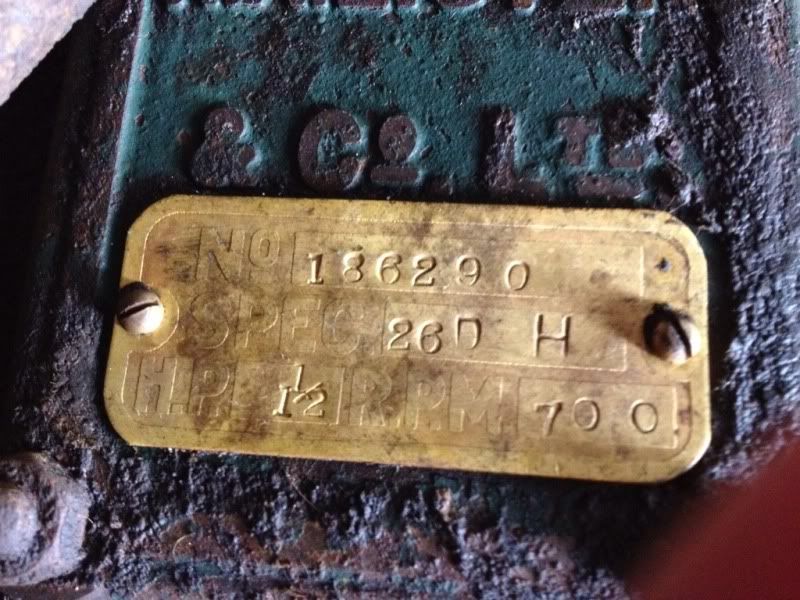 & Co. LTD
No 186290
SPEC 26D H
H.P. 1½ R.P.M. 700